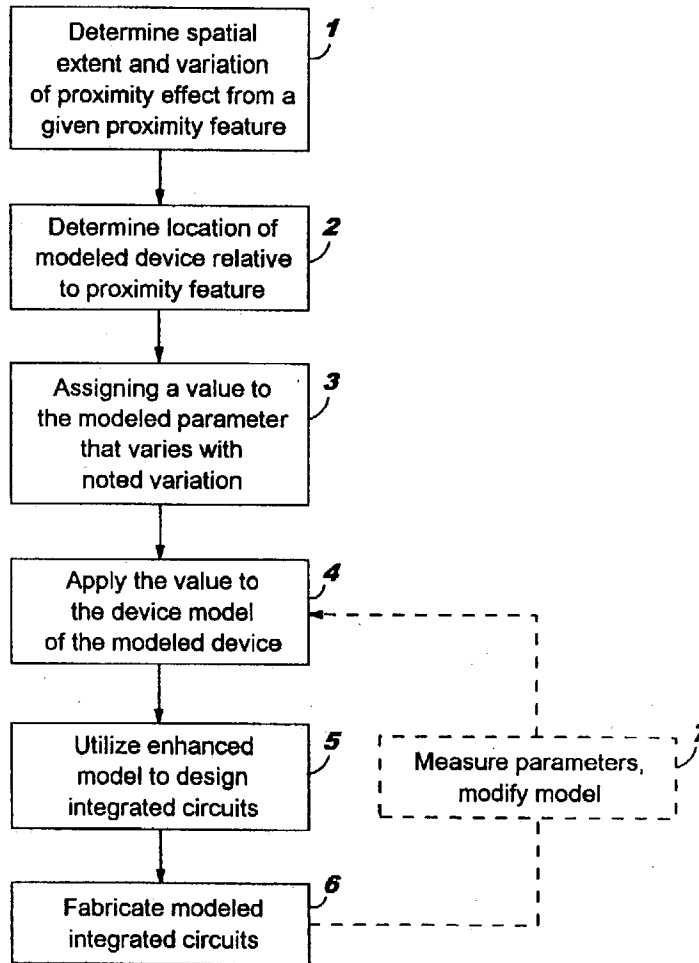 Determine spatial
extent and variation
of proximity effect from a
given proximity feature
1
Determine location of
modeled device relative
to proximity feature
2
Assigning a value to
the modeled parameter
that varies with
noted variation
3
Apply the value to
the device model
of the modeled device
4
Utilize enhanced
model to design
integrated circuits
5
Measure parameters,
modify model
7
Fabricate modeled
integrated circuits
6